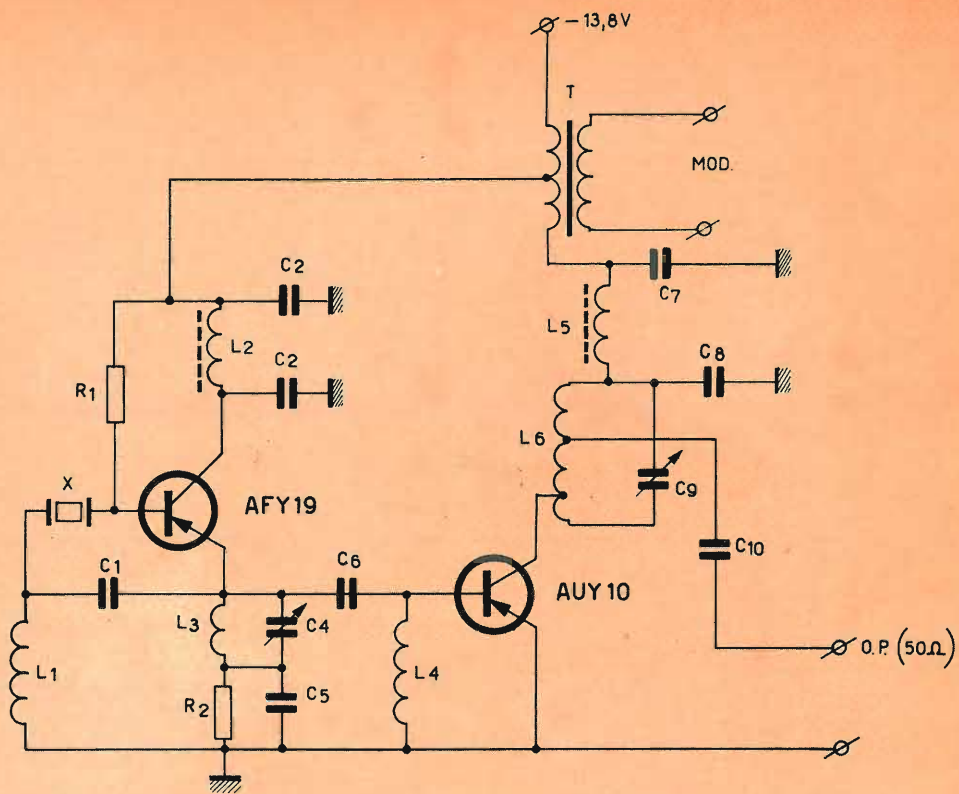 −13,8V
T
MOD.
C2
C7
L5
L2
C2
C8
R1
L6
X
AFY19
C9
C10
C1
C6
AUY10
L3
C4
O.P. (50Ω)
L1
L4
R2
C5